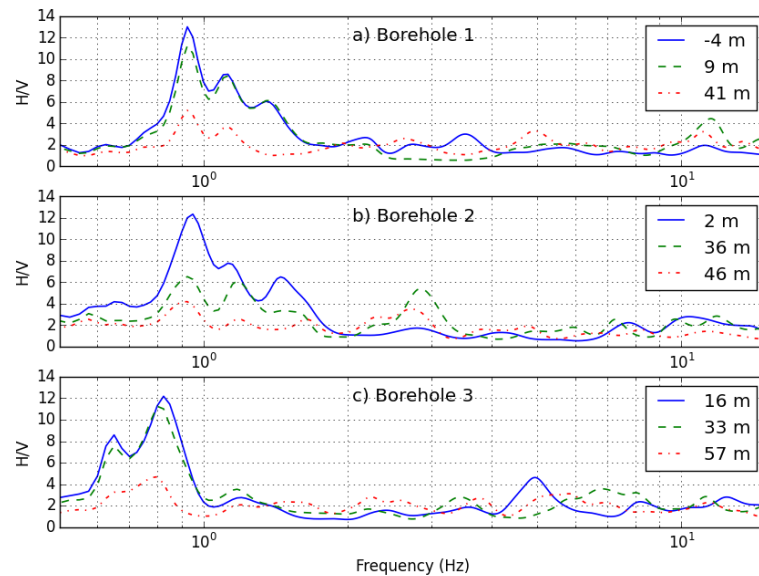 14
12
10
8
6
4
2
0
H/V
a) Borehole 1
-4 m
9 m
41 m
10⁰
10¹
14
12
10
8
6
4
2
0
H/V
b) Borehole 2
2 m
36 m
46 m
10⁰
10¹
14
12
10
8
6
4
2
0
H/V
c) Borehole 3
16 m
33 m
57 m
10⁰
10¹
Frequency (Hz)